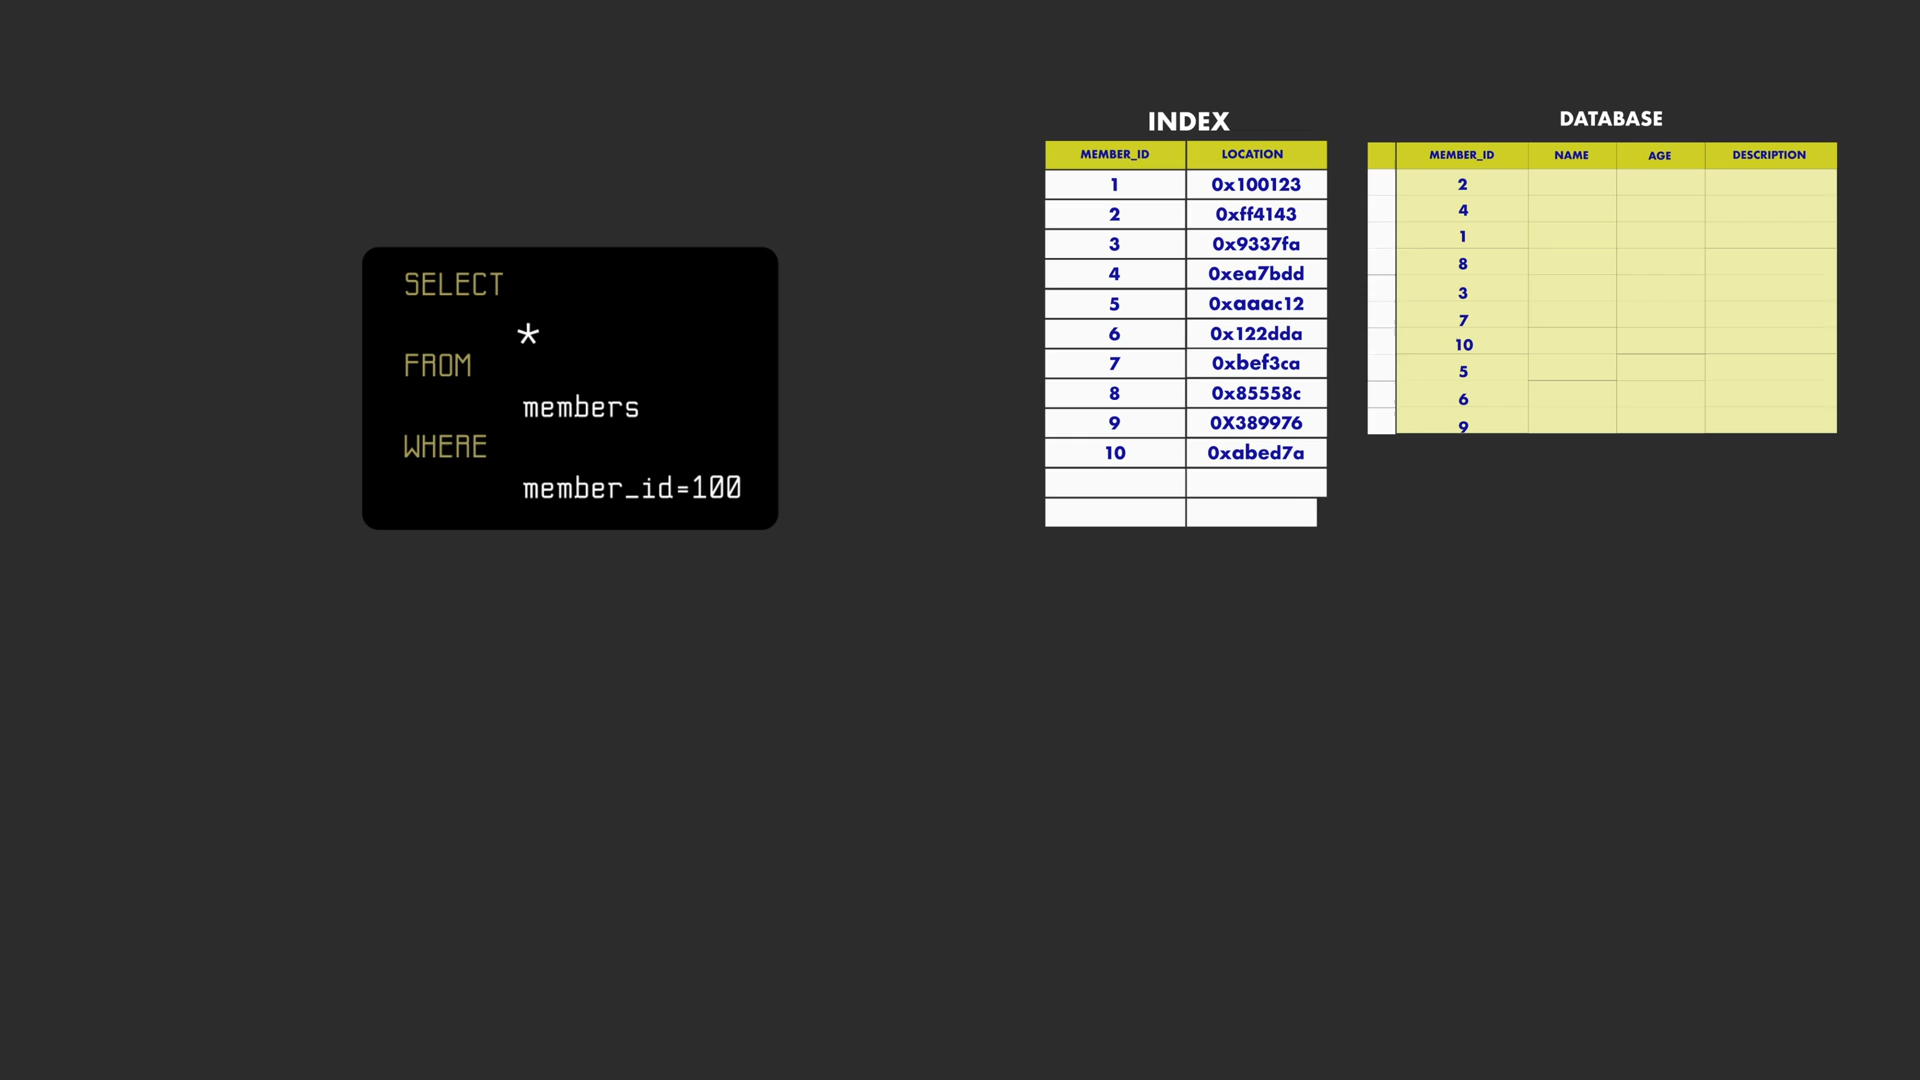 SELECT
*
FROM
members
WHERE
member_id=100
INDEX
MEMBER_ID LOCATION
1 0x100123
2 0xff4143
3 0x9337fa
4 0xea7bdd
5 0xaaac12
6 0x122dda
7 0xbef3ca
8 0x85558c
9 0X389976
10 0xabed7a
DATABASE
MEMBER_ID NAME AGE DESCRIPTION
2
4
1
8
3
7
10
5
6
9